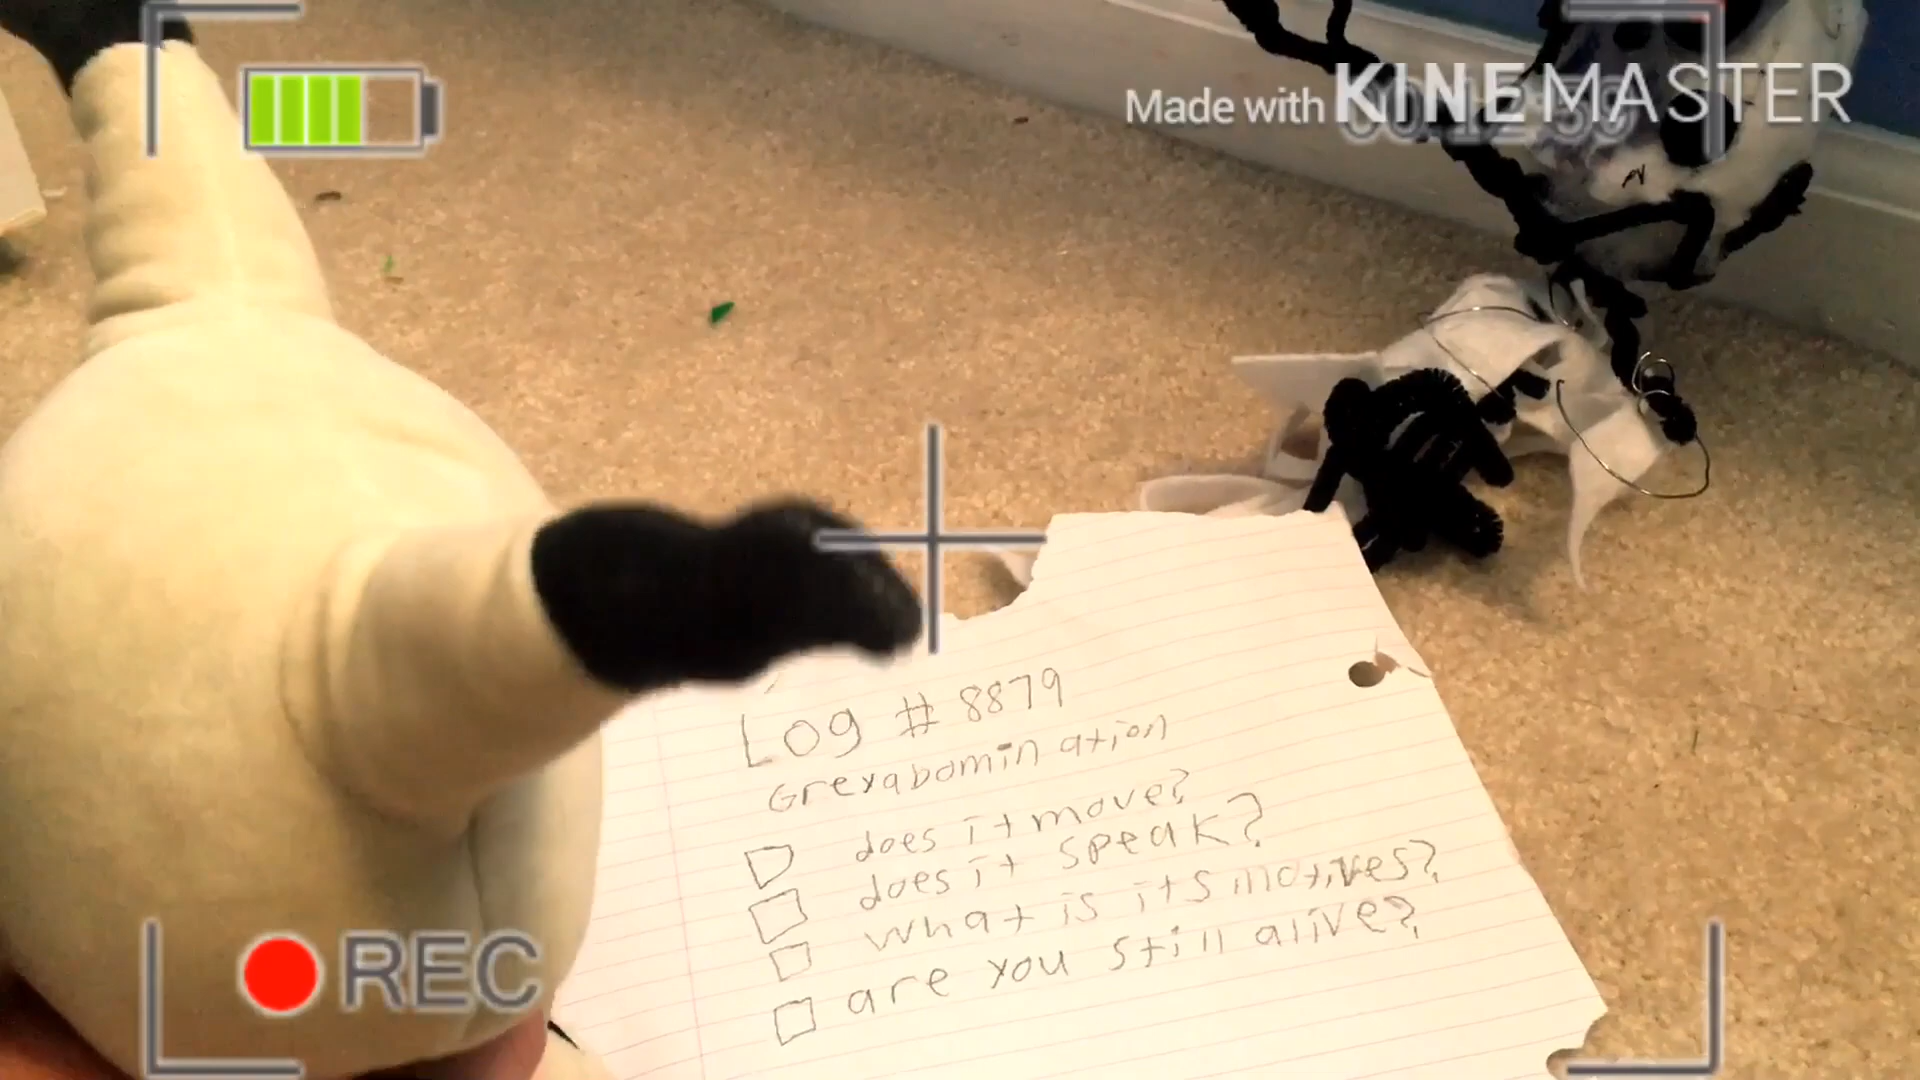 Made with KINEMASTER
Log # 8879
Grexabomination
does it move?
does it speak?
what is its motives?
are you still alive?
REC